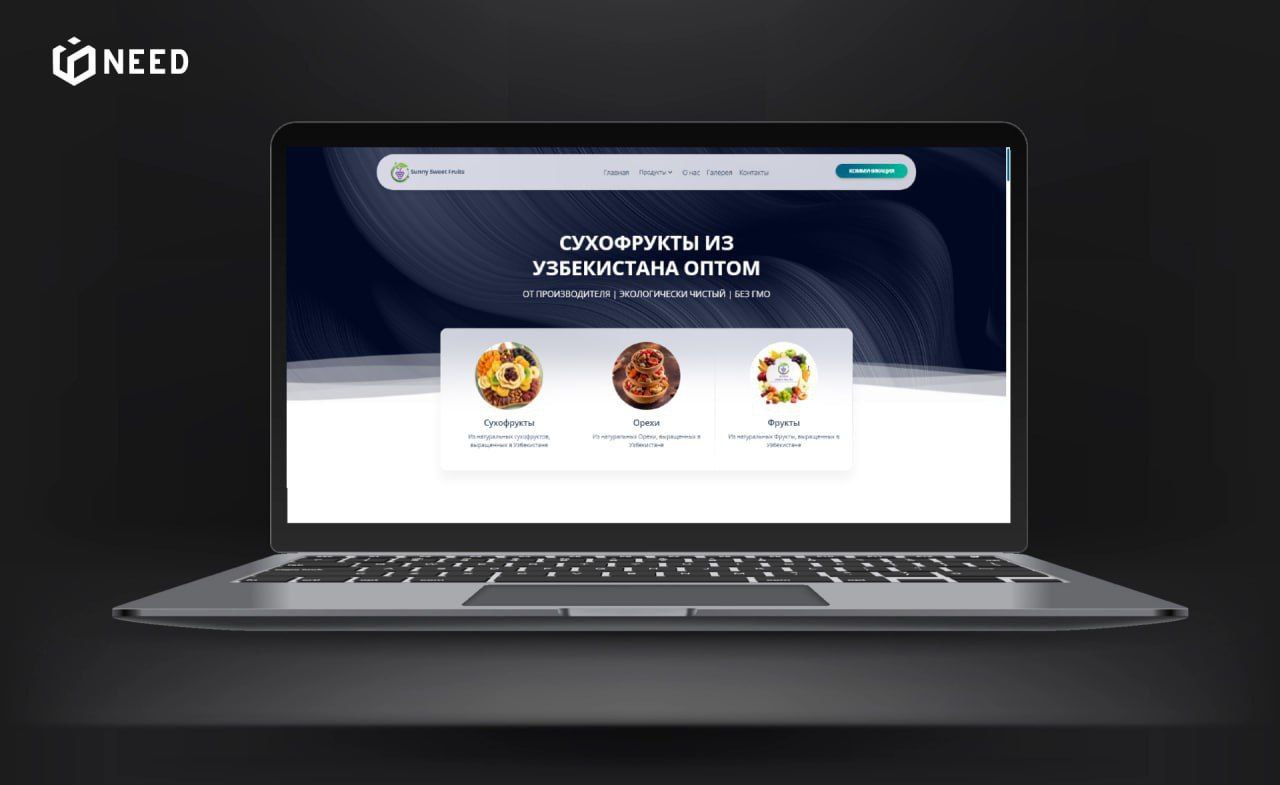 NEED
Sunny Sweet Fruits
Главная Продукты О нас Галерея Контакты
КОММУНИКАЦИЯ
СУХОФРУКТЫ ИЗ
УЗБЕКИСТАНА ОПТОМ
ОТ ПРОИЗВОДИТЕЛЯ | ЭКОЛОГИЧЕСКИ ЧИСТЫЙ | БЕЗ ГМО
Сухофрукты
Из натуральных сухофруктов,
выращенных в Узбекистане
Орехи
Из натуральных Орехи, выращенных в
Узбекистане
Фрукты
Из натуральных Фрукты, выращенных в
Узбекистане